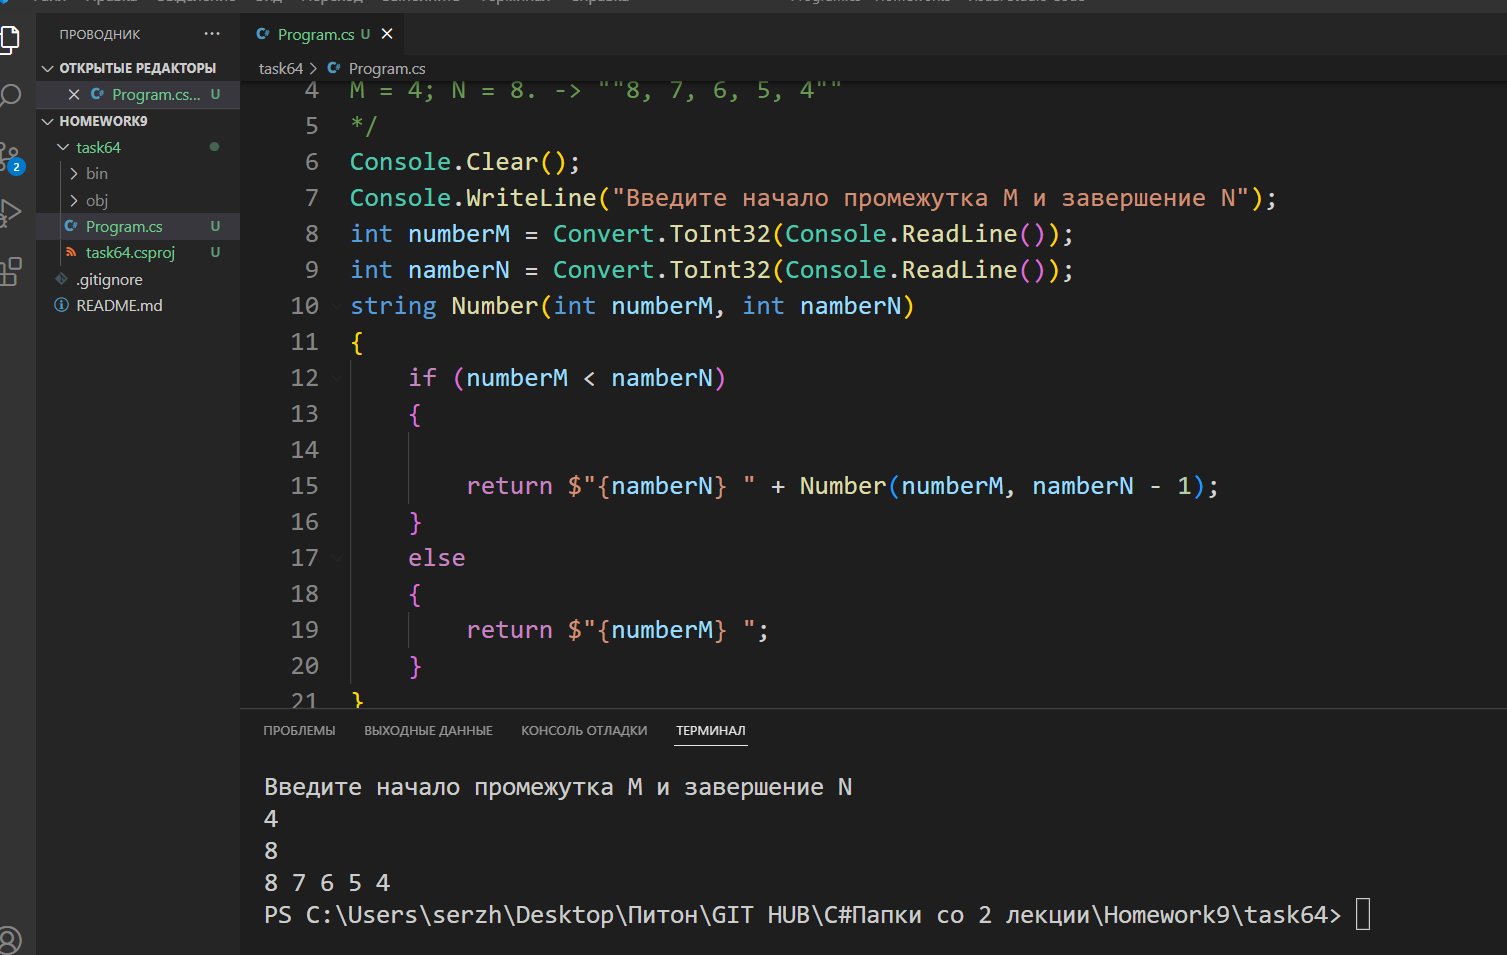 ПРОВОДНИК ...
ОТКРЫТЫЕ РЕДАКТОРЫ
Program.cs... U
HOMEWORK9
task64
bin
obj
Program.cs U
task64.csproj U
.gitignore
README.md
2
Program.cs U
task64 > Program.cs
4 M = 4; N = 8. -> ""8, 7, 6, 5, 4""
5 */
6 Console.Clear();
7 Console.WriteLine("Введите начало промежутка M и завершение N");
8 int numberM = Convert.ToInt32(Console.ReadLine());
9 int namberN = Convert.ToInt32(Console.ReadLine());
10 string Number(int numberM, int namberN)
11 {
12 if (numberM < namberN)
13 {
14
15 return $"{namberN} " + Number(numberM, namberN - 1);
16 }
17 else
18 {
19 return $"{numberM} ";
20 }
21 }
ПРОБЛЕМЫ ВЫХОДНЫЕ ДАННЫЕ КОНСОЛЬ ОТЛАДКИ ТЕРМИНАЛ
Введите начало промежутка M и завершение N
4
8
8 7 6 5 4
PS C:\Users\serzh\Desktop\Питон\GIT HUB\C#Папки со 2 лекции\Homework9\task64>